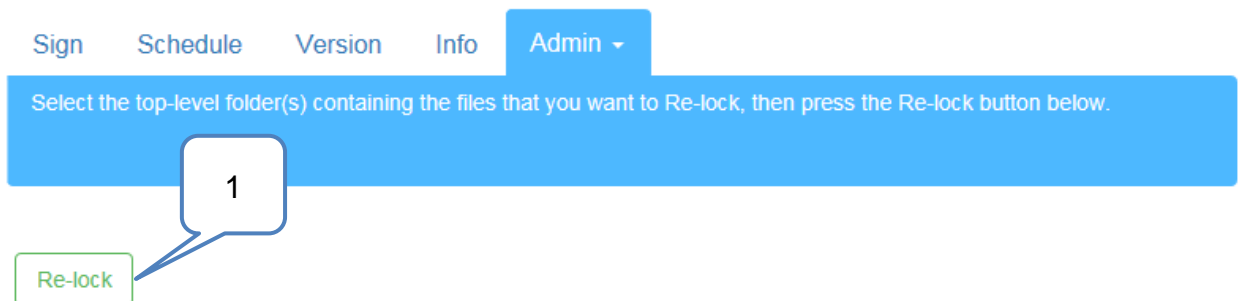 Sign Schedule Version Info Admin
Select the top-level folder(s) containing the files that you want to Re-lock, then press the Re-lock button below.
1
Re-lock